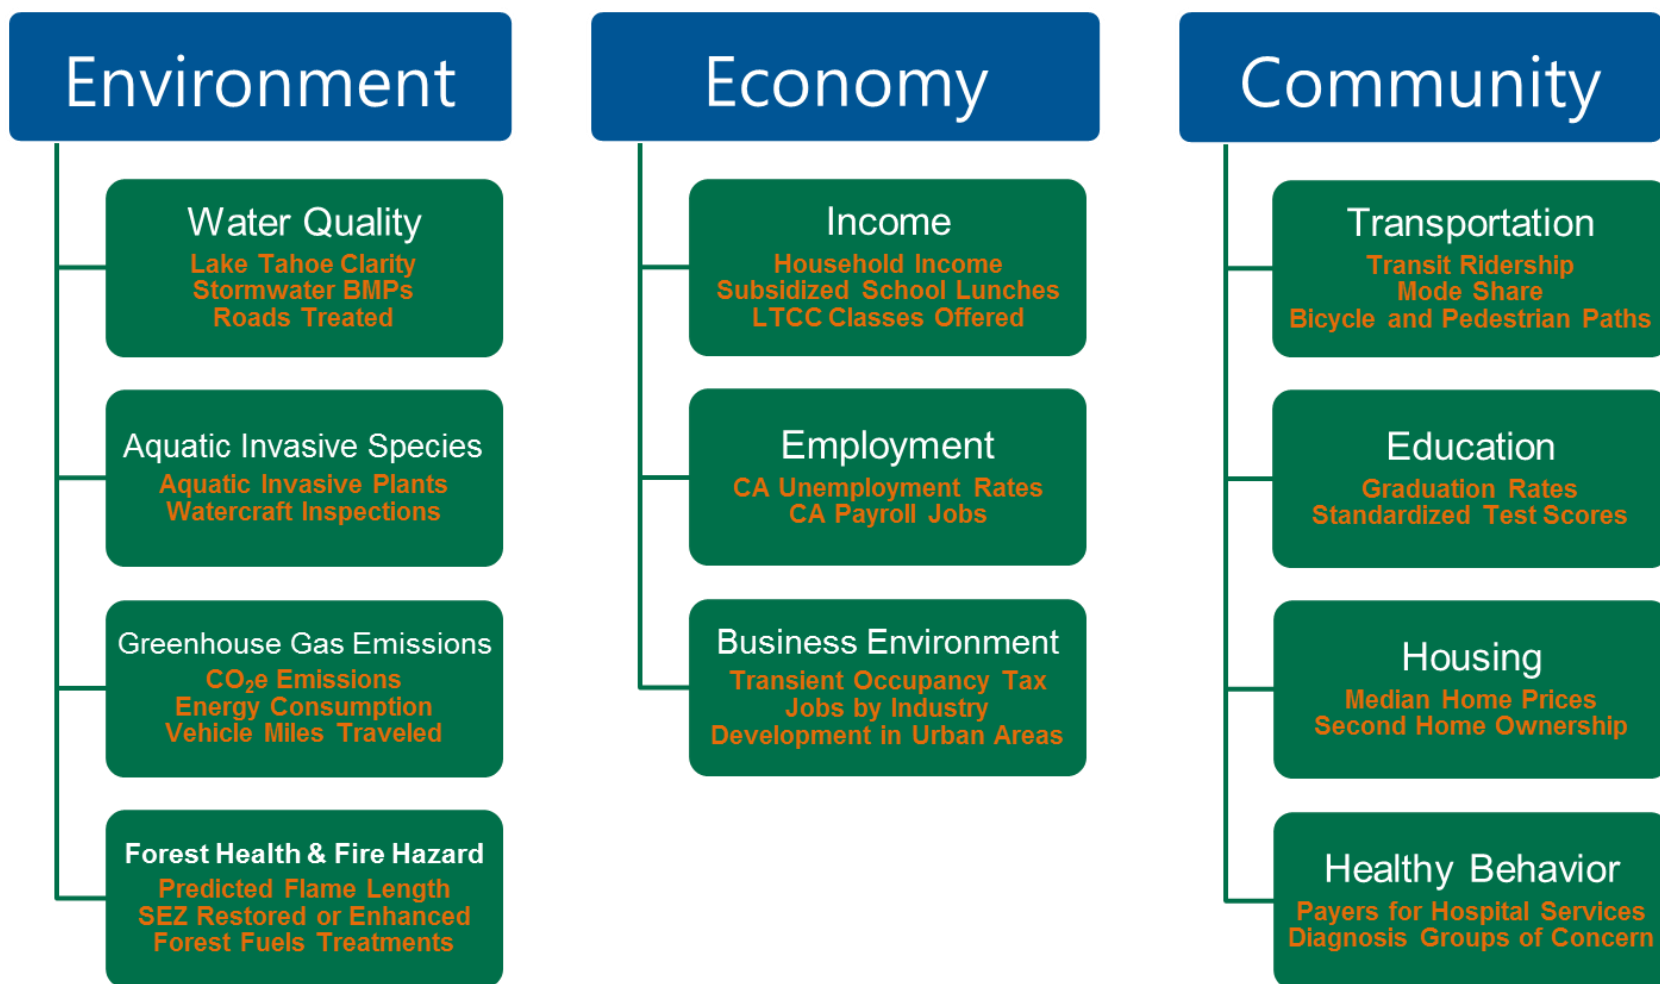 Environment
Water Quality
Lake Tahoe Clarity
Stormwater BMPs
Roads Treated
Aquatic Invasive Species
Aquatic Invasive Plants
Watercraft Inspections
Greenhouse Gas Emissions
CO₂e Emissions
Energy Consumption
Vehicle Miles Traveled
Forest Health & Fire Hazard
Predicted Flame Length
SEZ Restored or Enhanced
Forest Fuels Treatments
Economy
Income
Household Income
Subsidized School Lunches
LTCC Classes Offered
Employment
CA Unemployment Rates
CA Payroll Jobs
Business Environment
Transient Occupancy Tax
Jobs by Industry
Development in Urban Areas
Community
Transportation
Transit Ridership
Mode Share
Bicycle and Pedestrian Paths
Education
Graduation Rates
Standardized Test Scores
Housing
Median Home Prices
Second Home Ownership
Healthy Behavior
Payers for Hospital Services
Diagnosis Groups of Concern